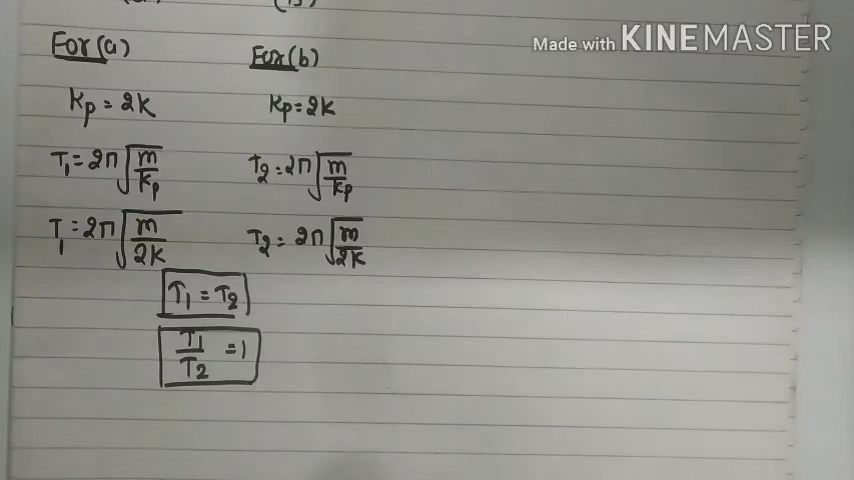 Made with KINEMASTER
For (a) For (b)
Kp = 2K Kp = 2K
T1 = 2π√(m/Kp) T2 = 2π√(m/Kp)
T1 = 2π√(m/2K) T2 = 2π√(m/2K)
T1 = T2
T1/T2 = 1